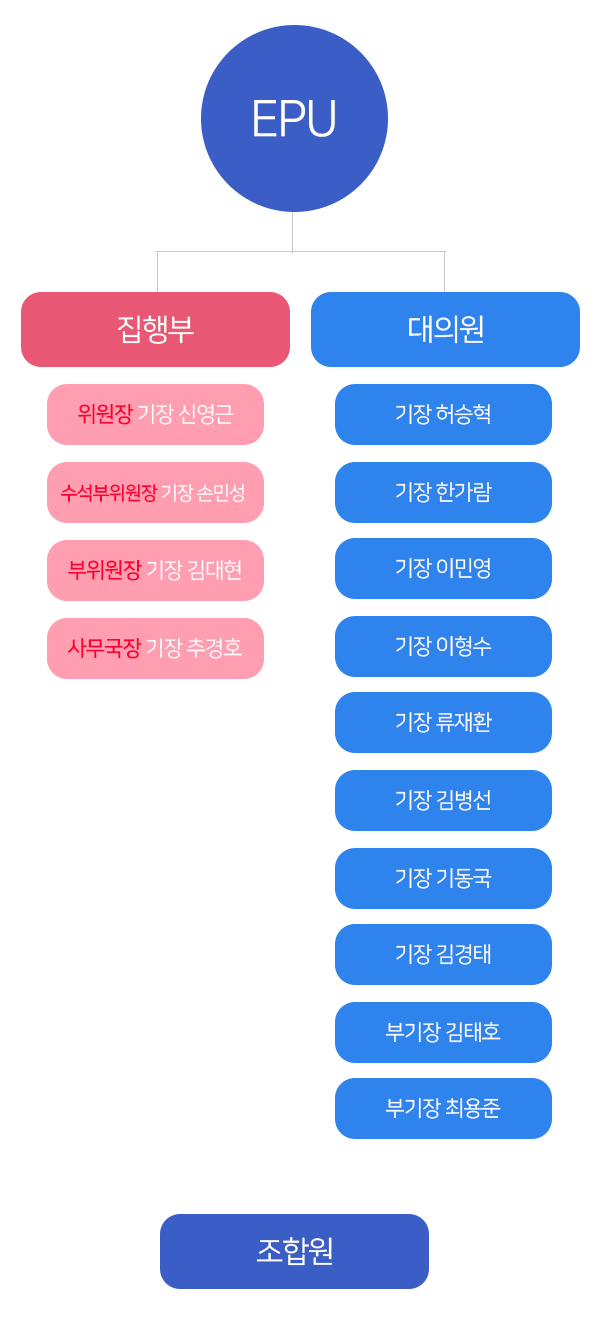 EPU
집행부
위원장 기장 신영근
수석부위원장 기장 손민성
부위원장 기장 김대현
사무국장 기장 추경호
대의원
기장 허승혁
기장 한가람
기장 이민영
기장 이형수
기장 류재환
기장 김병선
기장 기동국
기장 김경태
부기장 김태호
부기장 최용준
조합원